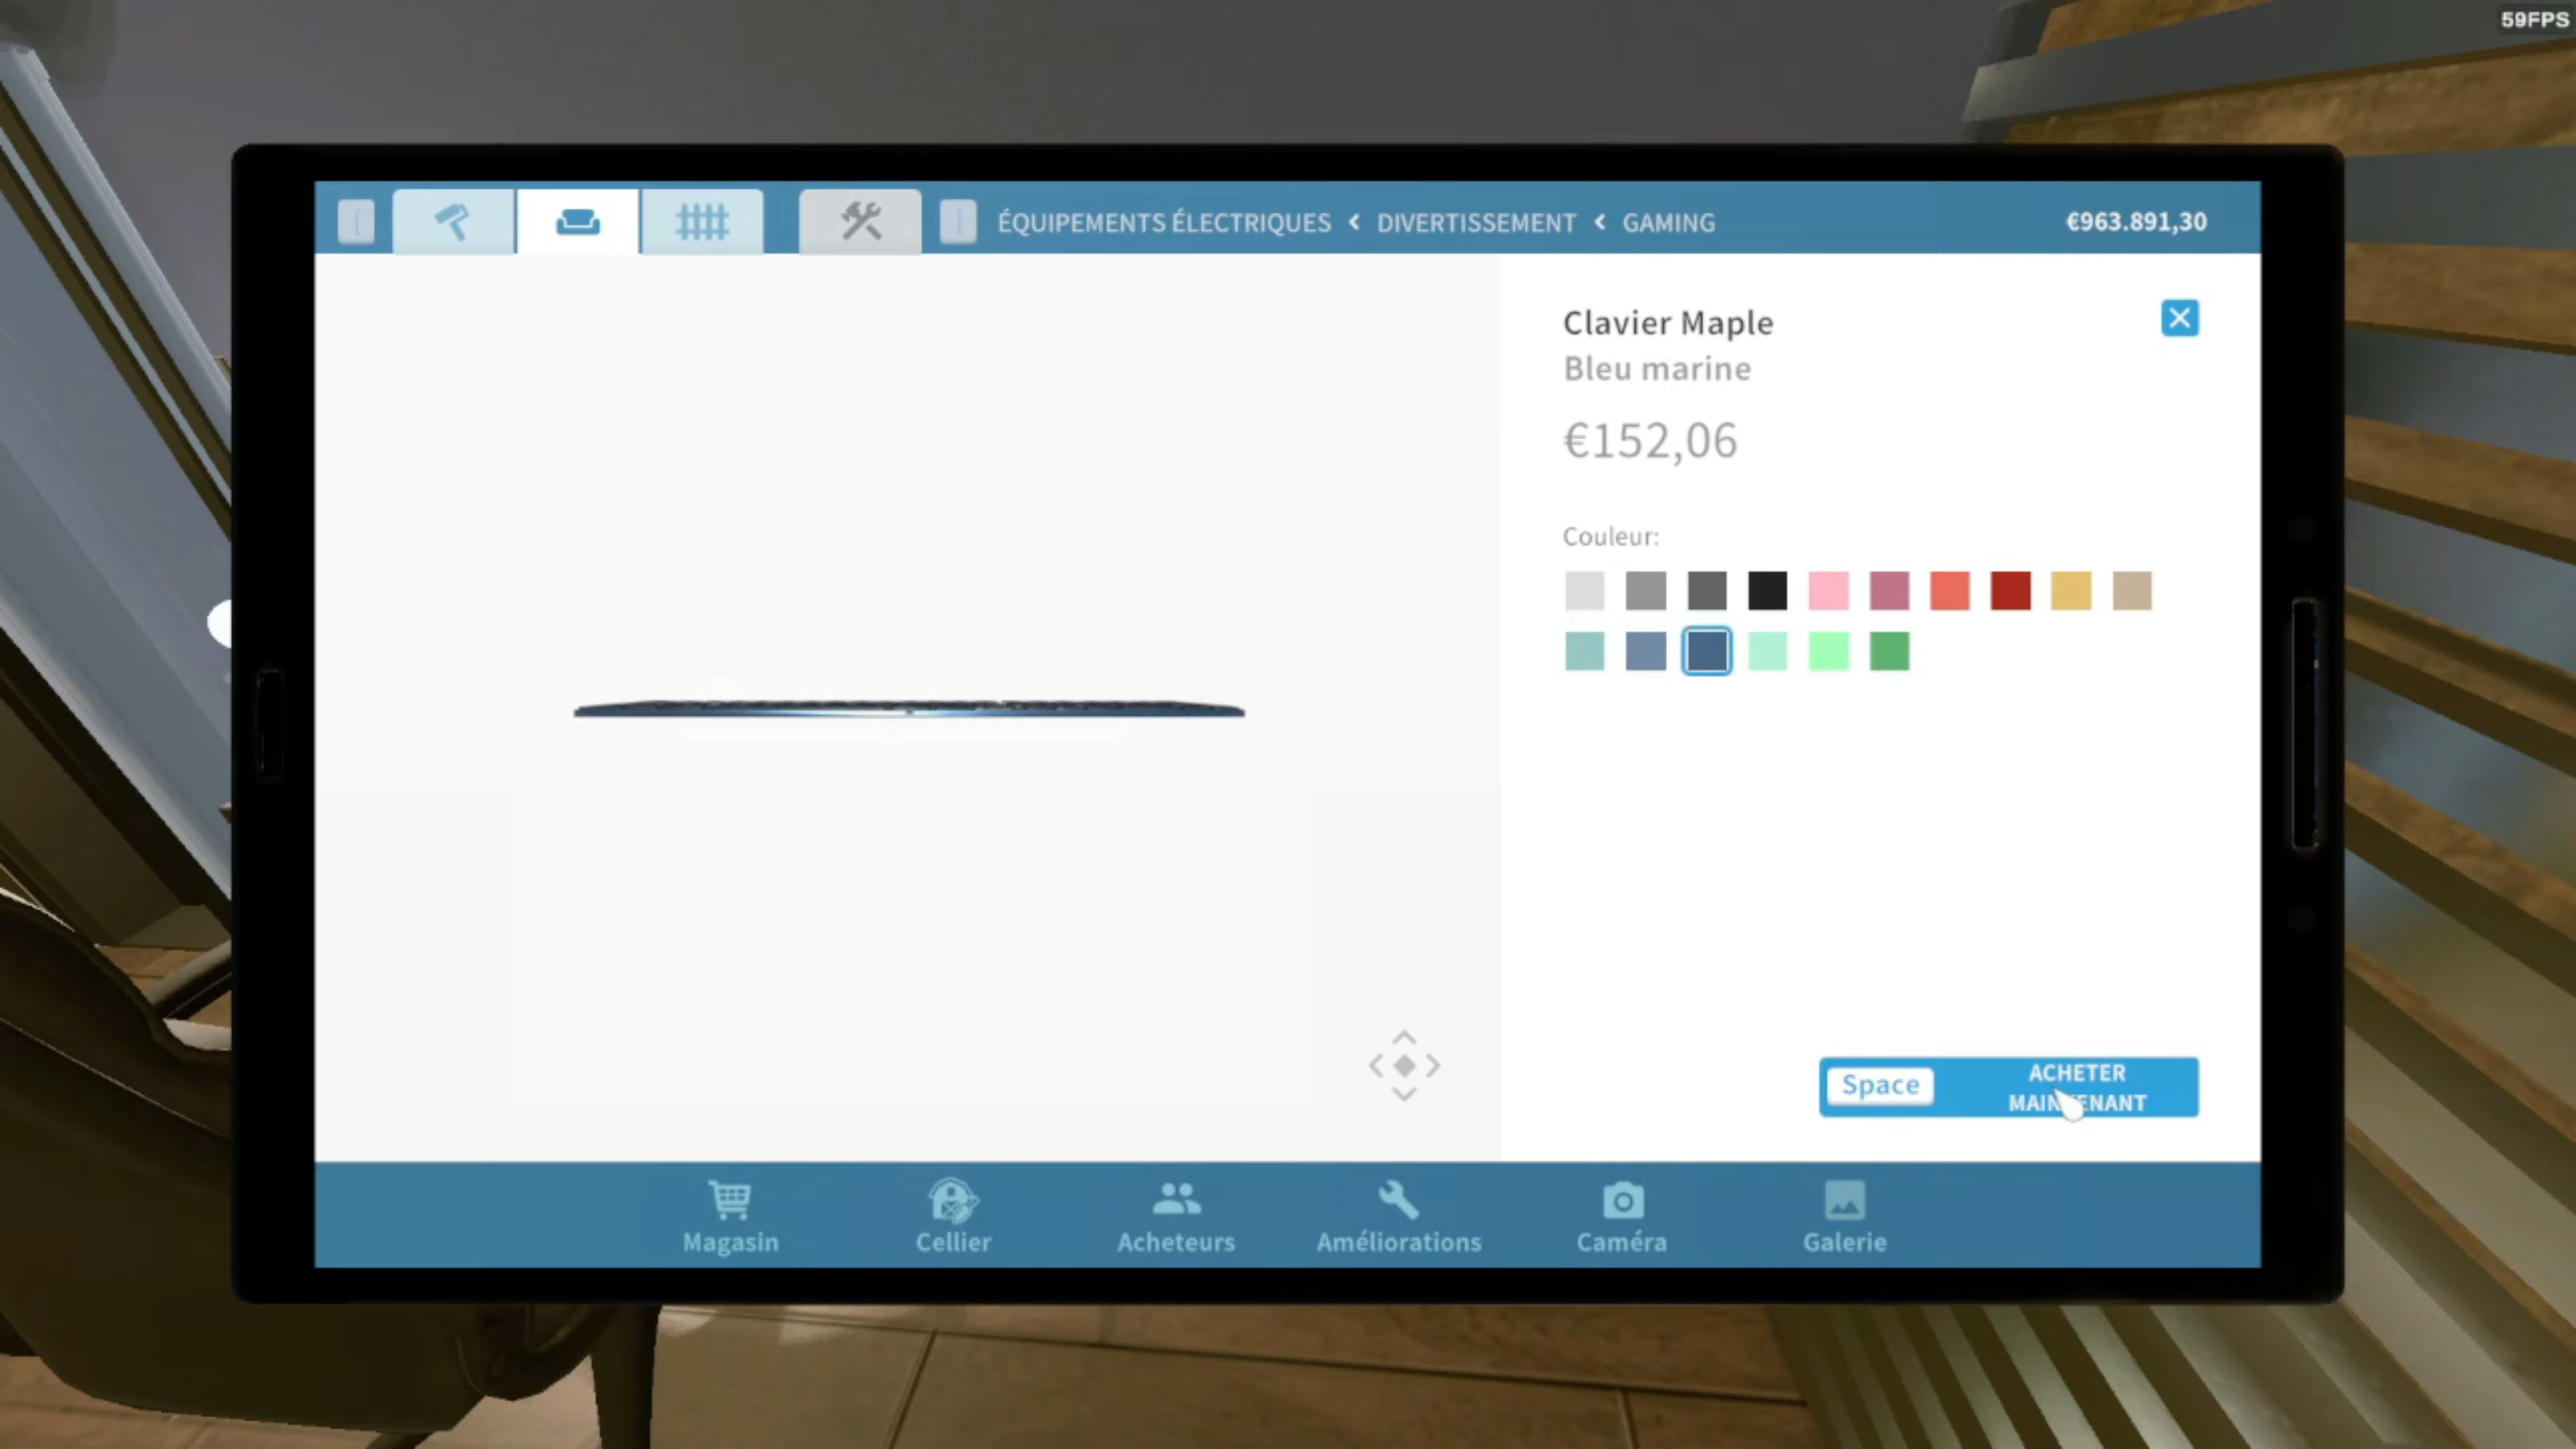 59FPS
[
]
ÉQUIPEMENTS ÉLECTRIQUES < DIVERTISSEMENT < GAMING
€963.891,30
Clavier Maple
Bleu marine
€152,06
Couleur:
Space
ACHETER
MAINTENANT
Magasin
Cellier
Acheteurs
Améliorations
Caméra
Galerie